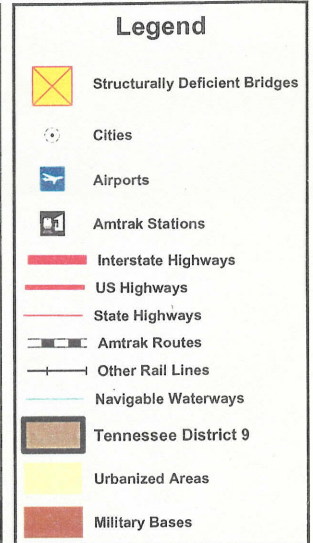 Legend
Structurally Deficient Bridges
Cities
Airports
Amtrak Stations
Interstate Highways
US Highways
State Highways
Amtrak Routes
Other Rail Lines
Navigable Waterways
Tennessee District 9
Urbanized Areas
Military Bases